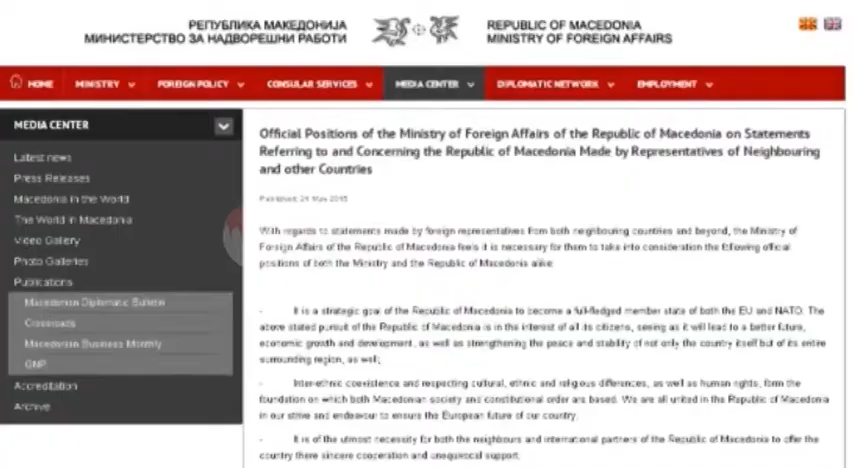 РЕПУБЛИКА МАКЕДОНИЈА
МИНИСТЕРСТВО ЗА НАДВОРЕШНИ РАБОТИ
REPUBLIC OF MACEDONIA
MINISTRY OF FOREIGN AFFAIRS
HOME MINISTRY FOREIGN POLICY CONSULAR SERVICES MEDIA CENTER DIPLOMATIC NETWORK EMPLOYMENT
MEDIA CENTER
Latest news
Press Releases
Macedonia in the World
The World in Macedonia
Video Gallery
Photo Galleries
Publications
Macedonian Diplomatic Bulletin
Crossroads
Macedonian Business Monthly
GNP
Accreditation
Archive
Official Positions of the Ministry of Foreign Affairs of the Republic of Macedonia on Statements
Referring to and Concerning the Republic of Macedonia Made by Representatives of Neighbouring
and other Countries
Published: 21 May 2015
With regards to statements made by foreign representatives from both neighbouring countries and beyond, the Ministry of
Foreign Affairs of the Republic of Macedonia feels it is necessary for them to take into consideration the following official
positions of both the Ministry and the Republic of Macedonia alike:
- It is a strategic goal of the Republic of Macedonia to become a full-fledged member state of both the EU and NATO. The
above stated pursuit of the Republic of Macedonia is in the interest of all its citizens, seeing as it will lead to a better future,
economic growth and development, as well as strengthening the peace and stability of not only the country itself but of its entire
surrounding region, as well;
- Inter-ethnic coexistence and respecting cultural, ethnic and religious differences, as well as human rights, form the
foundation on which both Macedonian society and constitutional order are based. We are all united in the Republic of Macedonia
in our strive and endeavour to ensure the European future of our country.
- It is of the utmost necessity for both the neighbours and international partners of the Republic of Macedonia to offer the
country there sincere cooperation and unequivocal support.